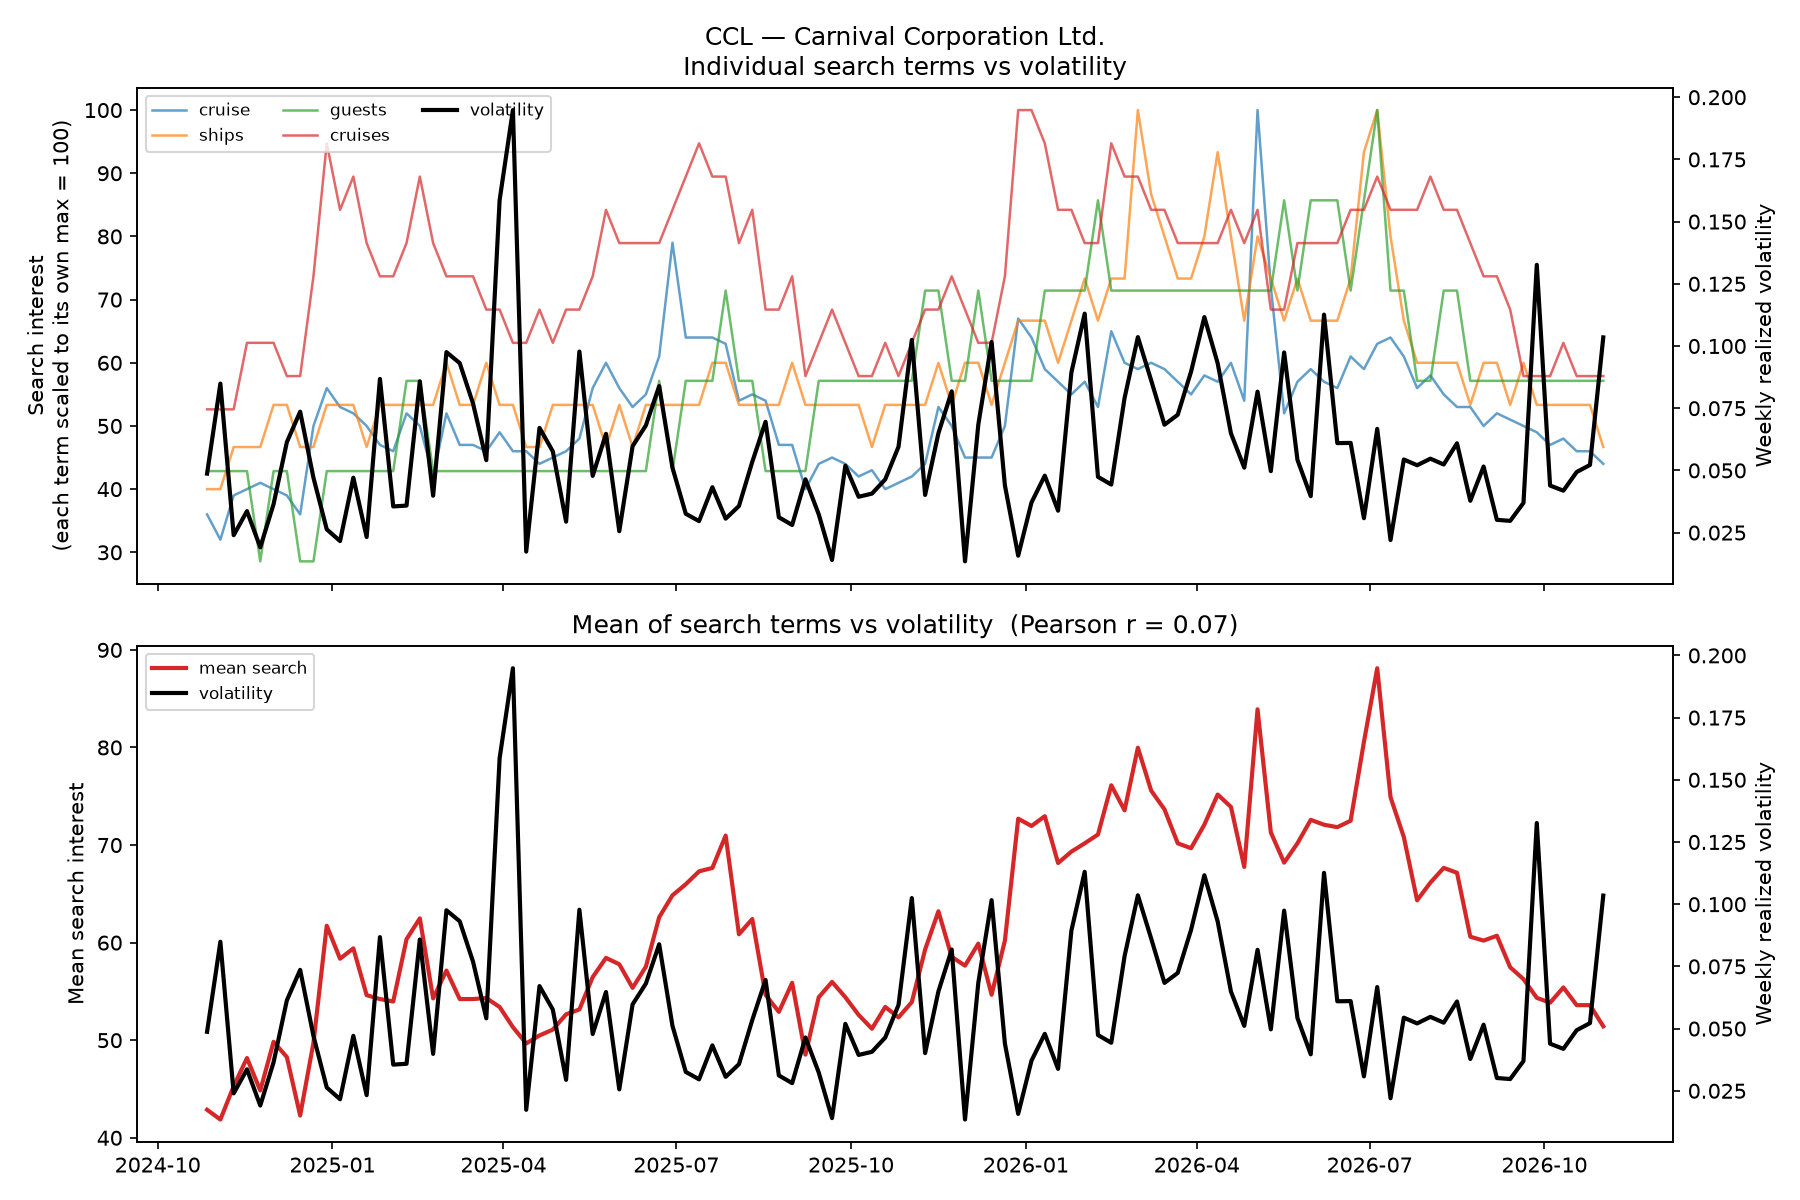 CCL — Carnival Corporation Ltd.
Individual search terms vs volatility
cruise
ships
guests
cruises
volatility
Search interest
(each term scaled to its own max = 100)
100
90
80
70
60
50
40
30
0.200
0.175
0.150
0.125
0.100
0.075
0.050
0.025
Weekly realized volatility
Mean of search terms vs volatility  (Pearson r = 0.07)
mean search
volatility
Mean search interest
90
80
70
60
50
40
0.200
0.175
0.150
0.125
0.100
0.075
0.050
0.025
Weekly realized volatility
2024-10
2025-01
2025-04
2025-07
2025-10
2026-01
2026-04
2026-07
2026-10